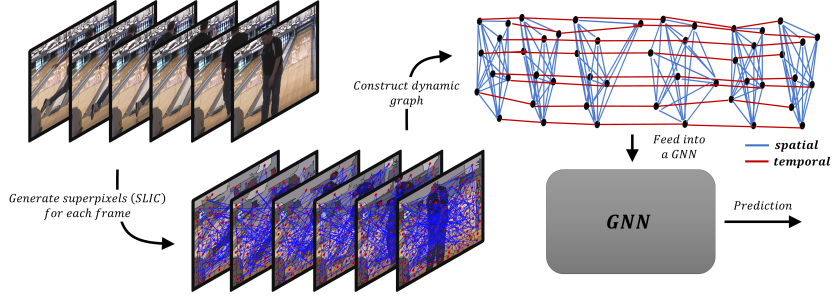 Generate superpixels (SLIC)
for each frame
Construct dynamic
graph
Feed into
a GNN
spatial
temporal
GNN
Prediction